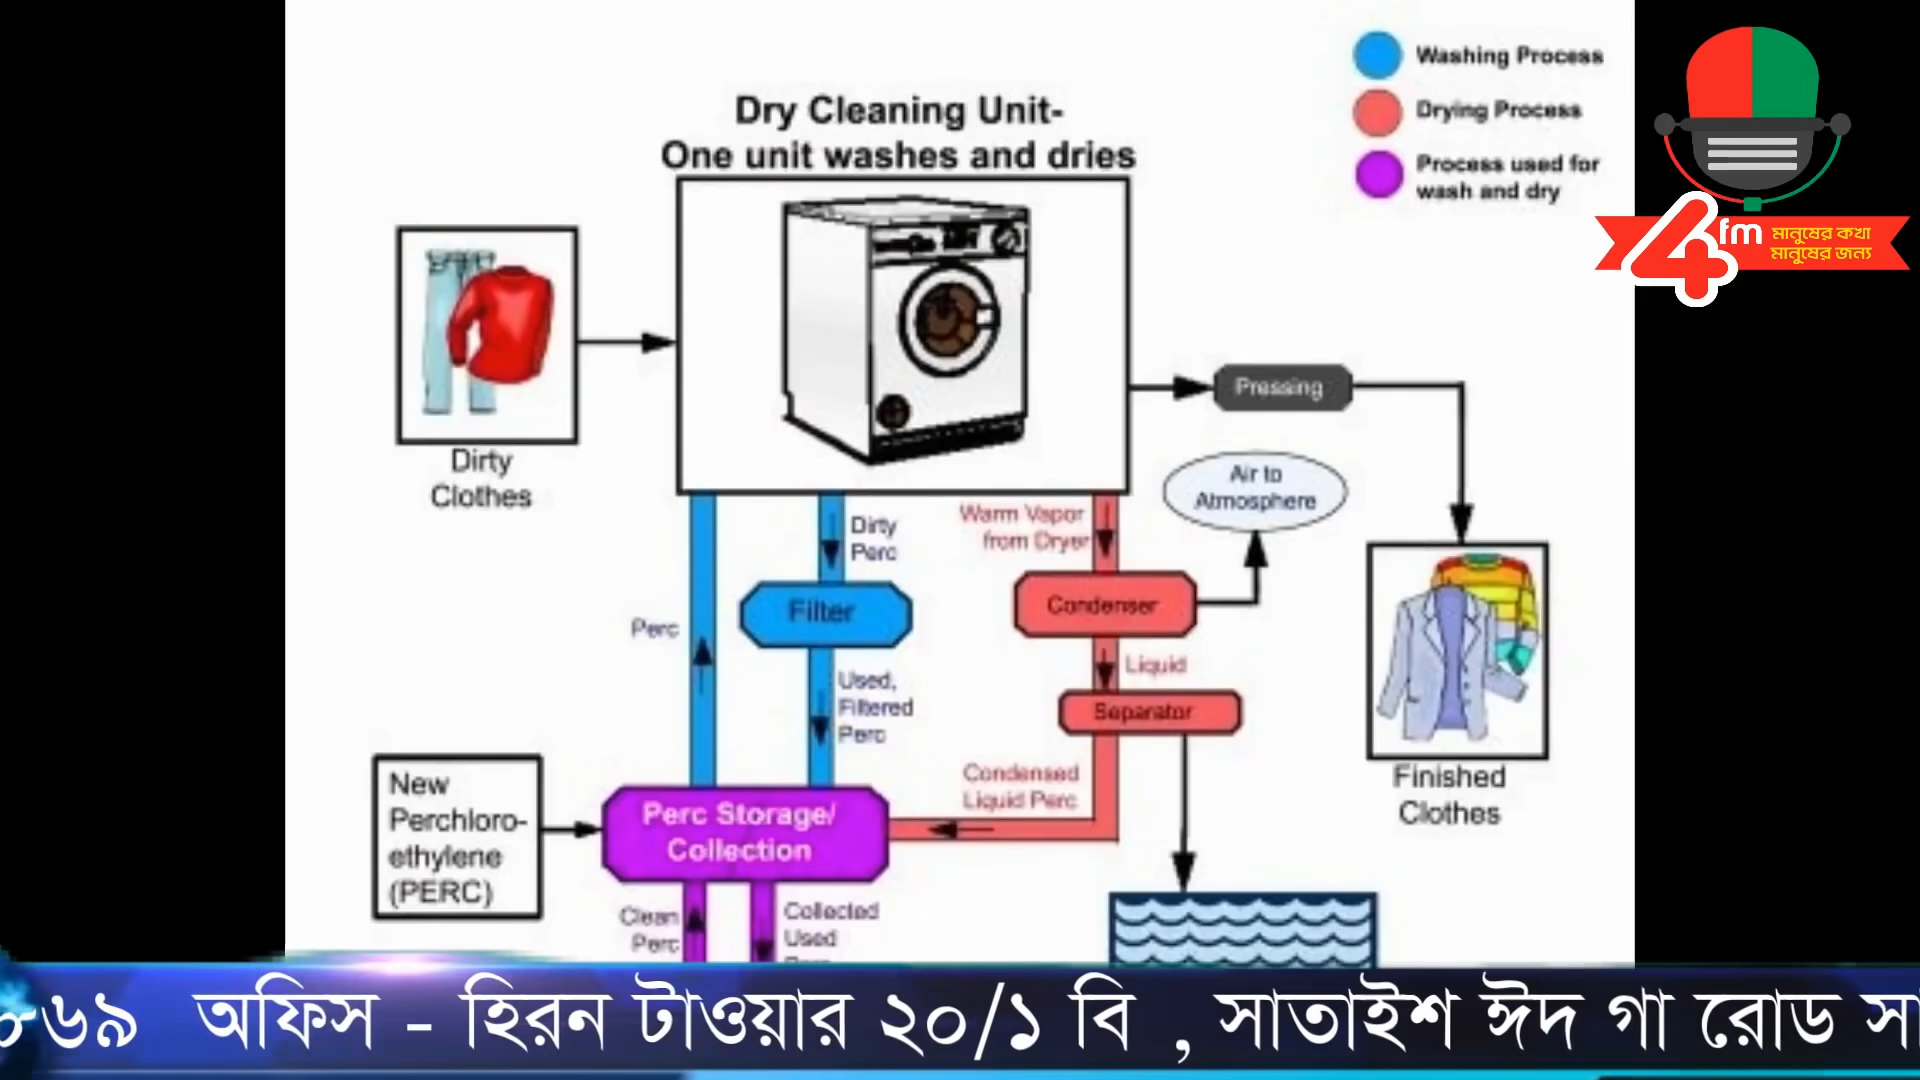 Washing Process
Drying Process
Process used for
wash and dry
Dry Cleaning Unit-
One unit washes and dries
4fm
মানুষের কথা
মানুষের জন্য
Dirty
Clothes
Pressing
Air to
Atmosphere
Warm Vapor
from Dryer
Dirty
Perc
Filter
Condenser
Perc
Liquid
Used,
Filtered
Perc
Separator
Finished
Clothes
Condensed
Liquid Perc
New
Perchloro-
ethylene
(PERC)
Perc Storage/
Collection
Clean
Perc
Collected
Used
৬৯ অফিস - হিরন টাওয়ার ২০/১ বি , সাতাইশ ঈদ গা রোড সা